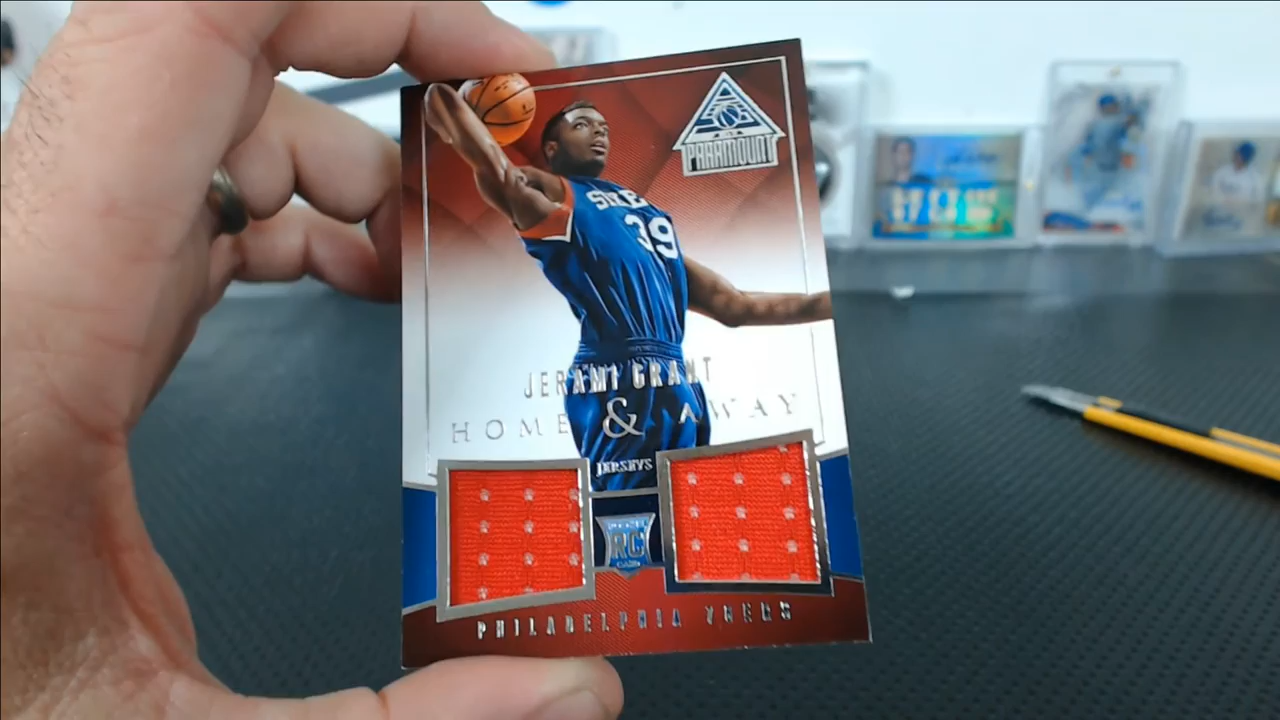 PARAMOUNT
39
JERAMI GRANT
HOME & AWAY
JERSEYS
RC
PHILADELPHIA 76ERS